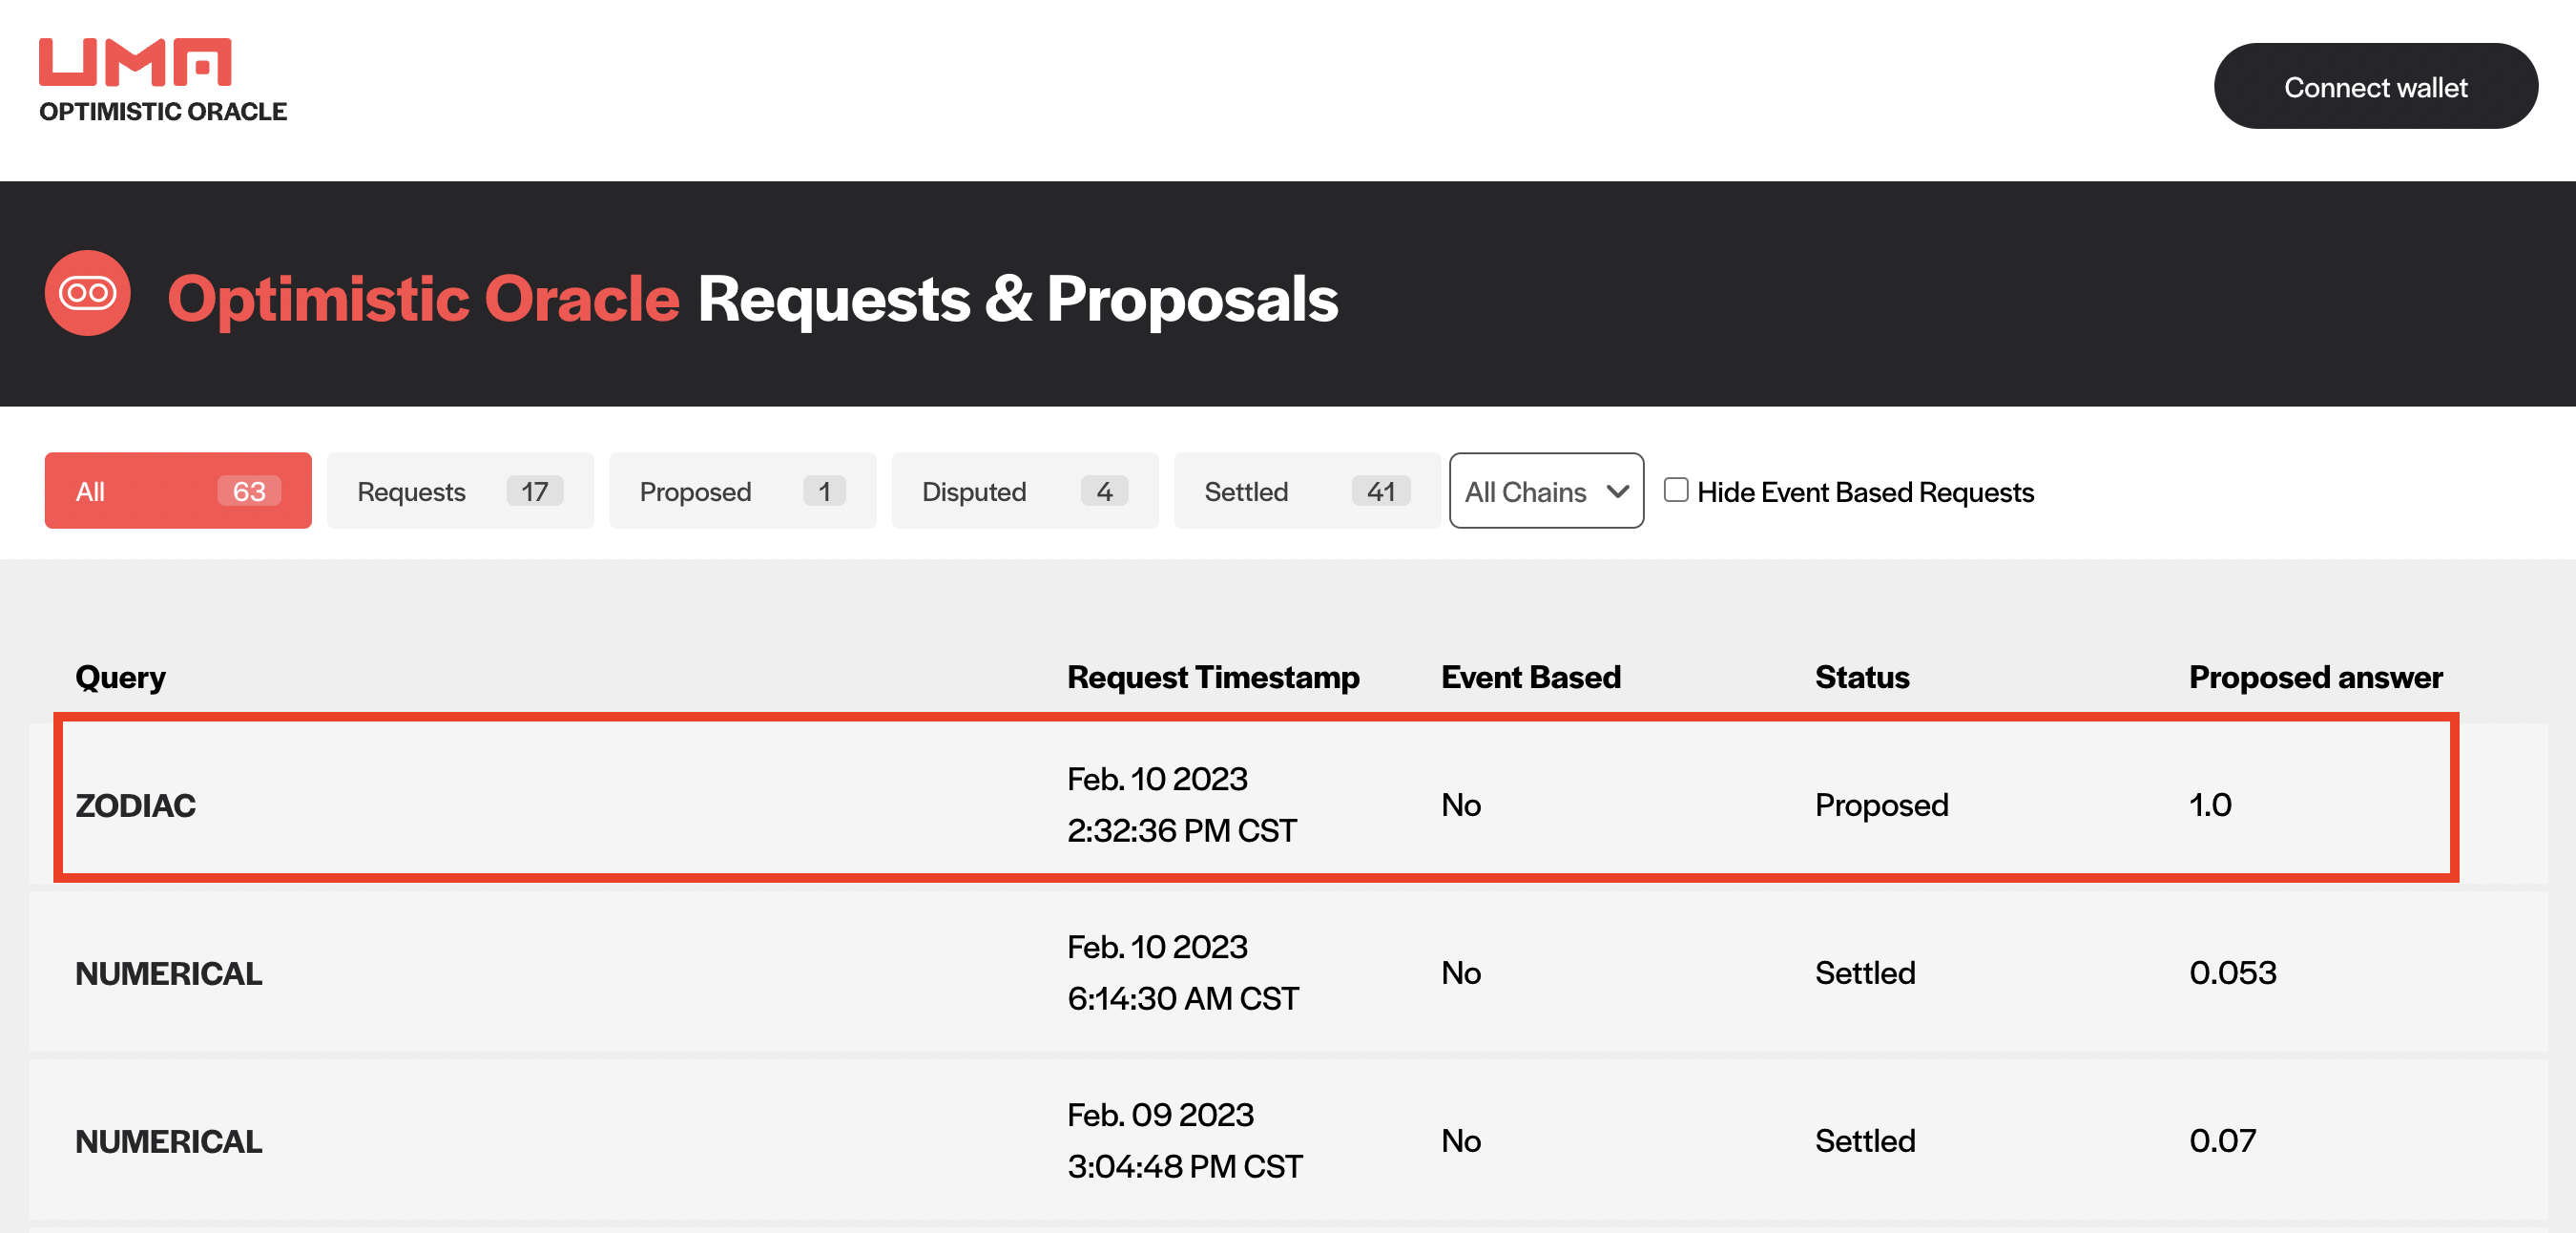 UMA
OPTIMISTIC ORACLE
Connect wallet
Optimistic Oracle Requests & Proposals
All 63 Requests 17 Proposed 1 Disputed 4 Settled 41 All Chains Hide Event Based Requests
Query Request Timestamp Event Based Status Proposed answer
ZODIAC Feb. 10 2023 No Proposed 1.0
2:32:36 PM CST
NUMERICAL Feb. 10 2023 No Settled 0.053
6:14:30 AM CST
NUMERICAL Feb. 09 2023 No Settled 0.07
3:04:48 PM CST